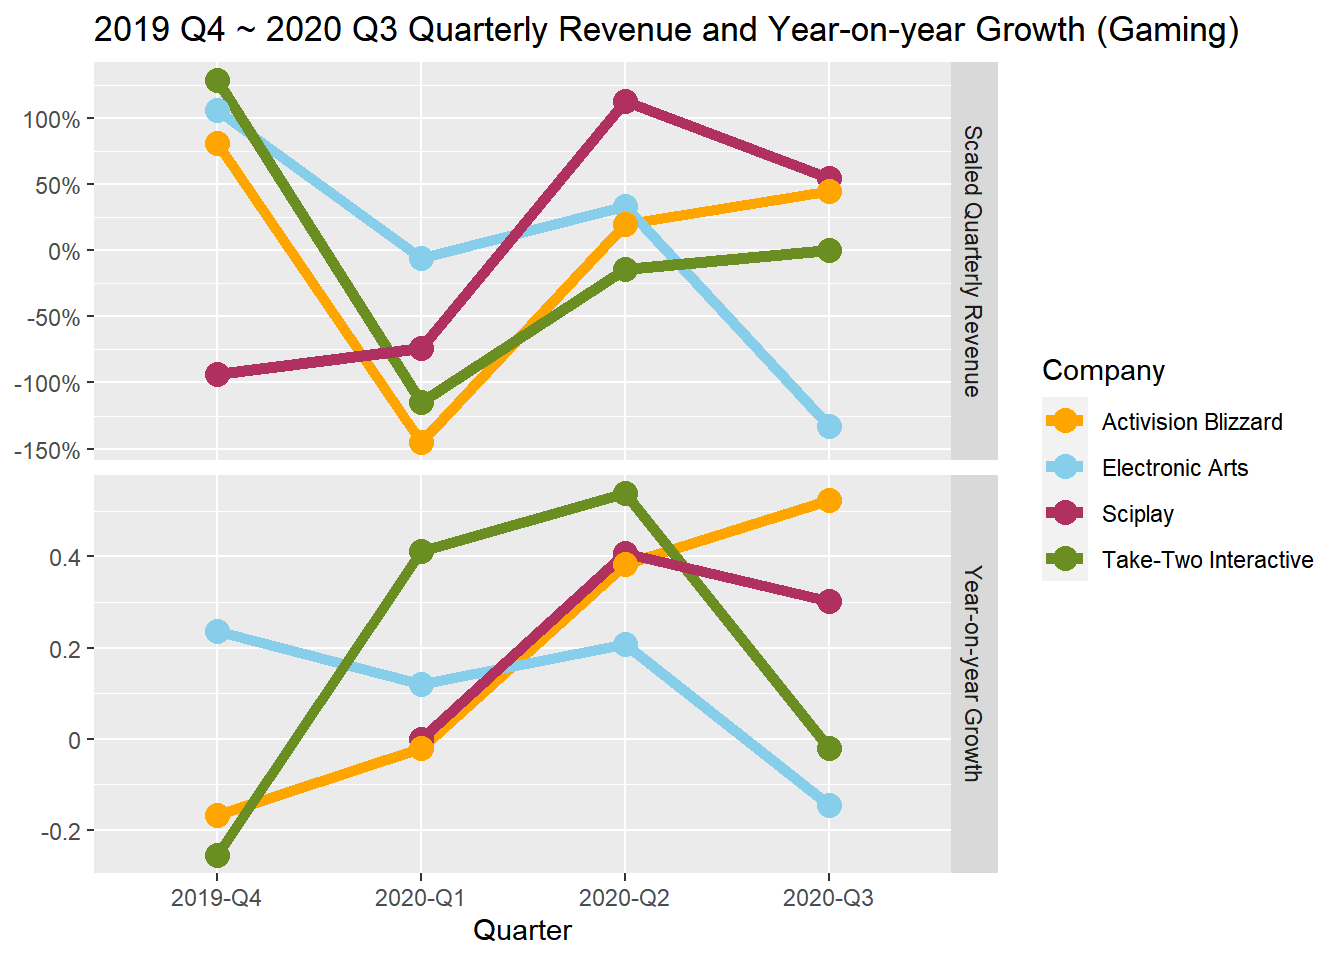 2019 Q4 ~ 2020 Q3 Quarterly Revenue and Year-on-year Growth (Gaming)
100%
50%
0%
-50%
-100%
-150%
Scaled Quarterly Revenue
0.4
0.2
0
-0.2
Year-on-year Growth
2019-Q4
2020-Q1
2020-Q2
2020-Q3
Quarter
Company
Activision Blizzard
Electronic Arts
Sciplay
Take-Two Interactive